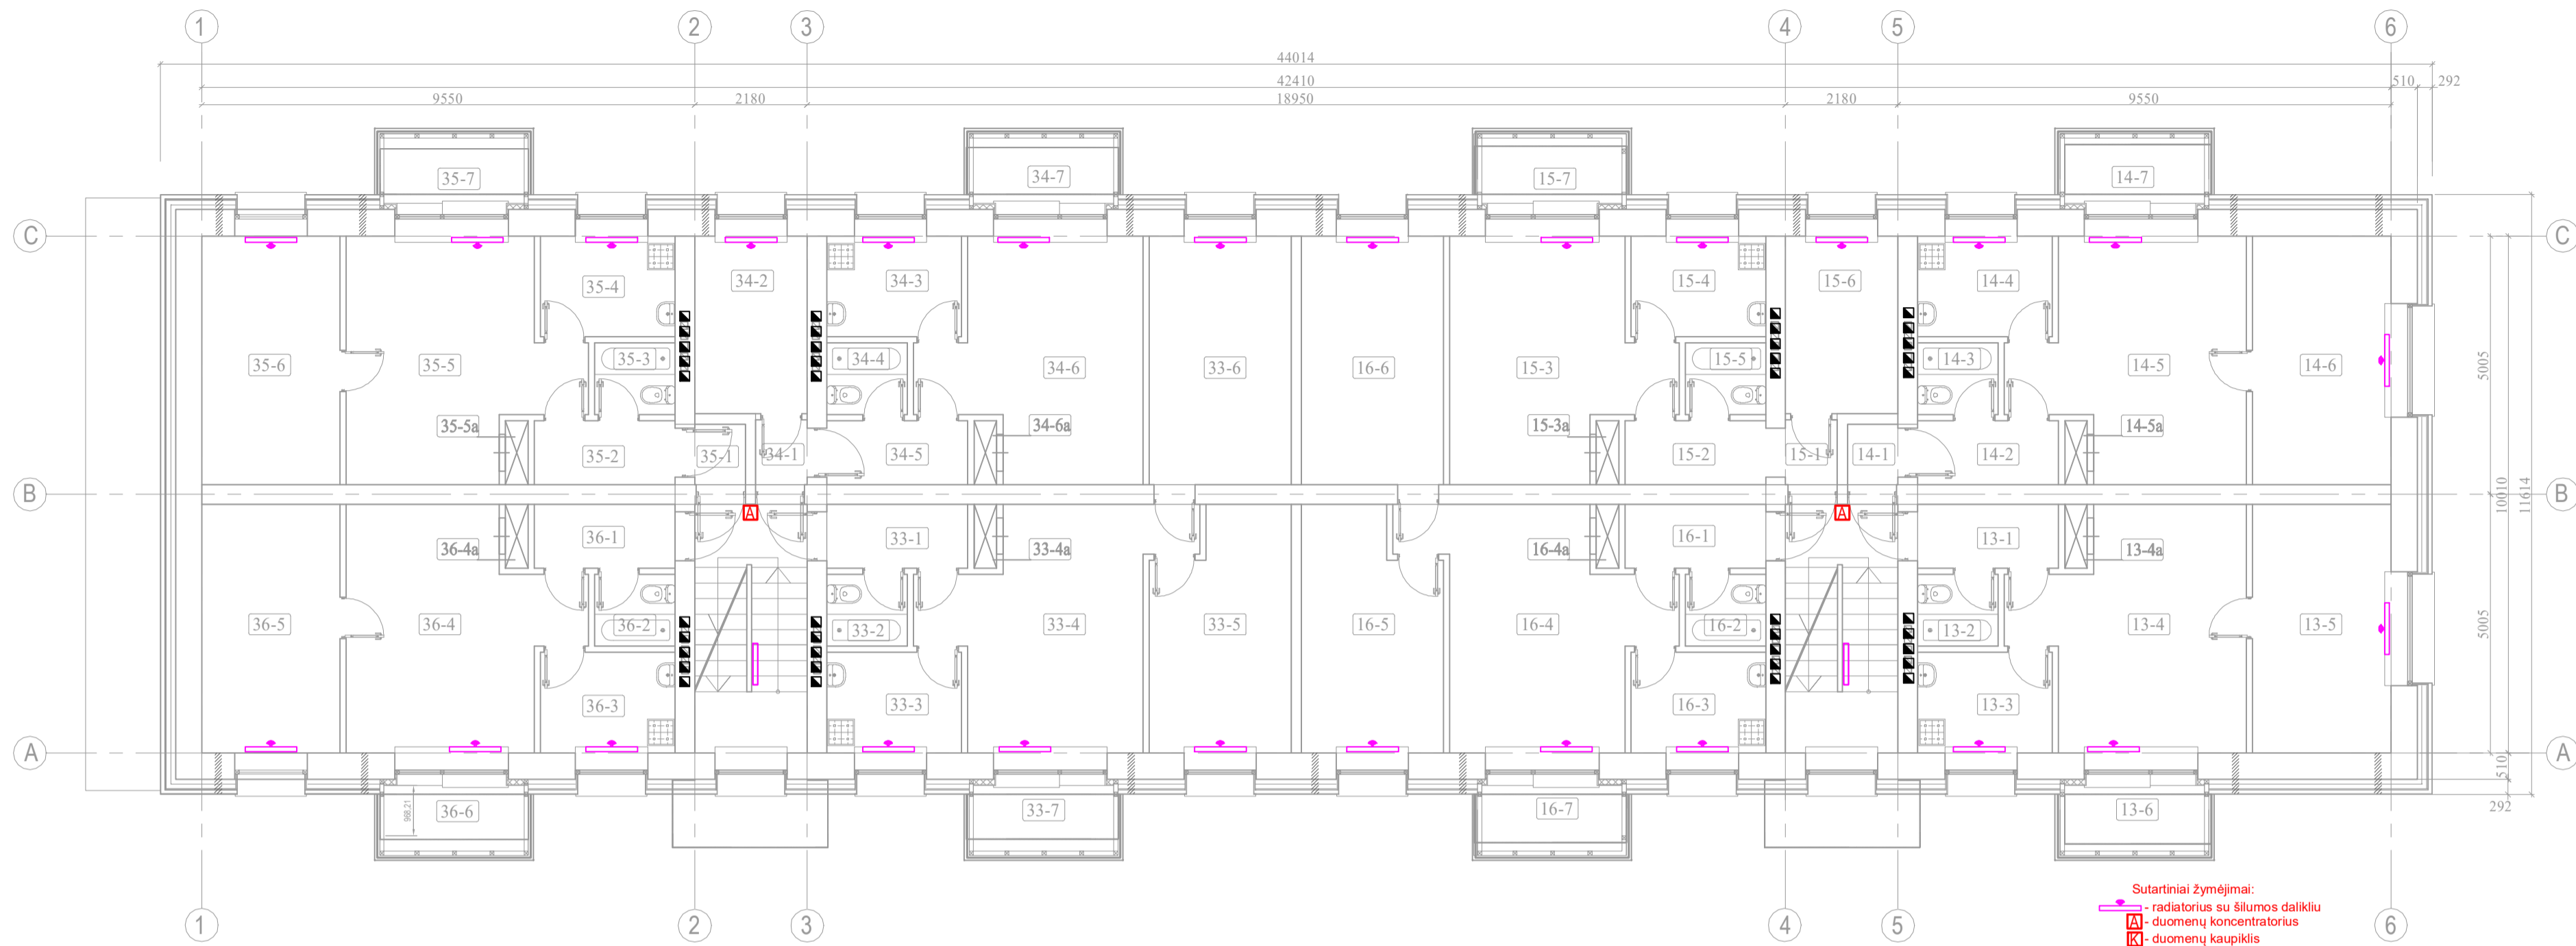 1 2 3 4 5 6
44014
42410 510 292
9550 2180 18950 2180 9550
35-7 34-7 15-7 14-7
C C
35-4 34-2 34-3 15-4 15-6 14-4
35-6 35-5 35-3 34-4 34-6 33-6 16-6 15-3 15-5 14-3 14-5 14-6
5005
35-5a 34-6a 15-3a 14-5a
35-2 35-1 34-1 34-5 15-2 15-1 14-1 14-2
B B
10010
11614
A A
36-4a 36-1 33-1 33-4a 16-4a 16-1 13-1 13-4a
36-5 36-4 36-2 33-2 33-4 33-5 16-5 16-4 16-2 13-2 13-4 13-5
5005
36-3 33-3 16-3 13-3
A A
510
292
968,21
36-6 33-7 16-7 13-6
1 2 3 4 5 6
Sutartiniai žymėjimai:
- radiatorius su šilumos dalikliu
A - duomenų koncentratorius
K - duomenų kaupiklis